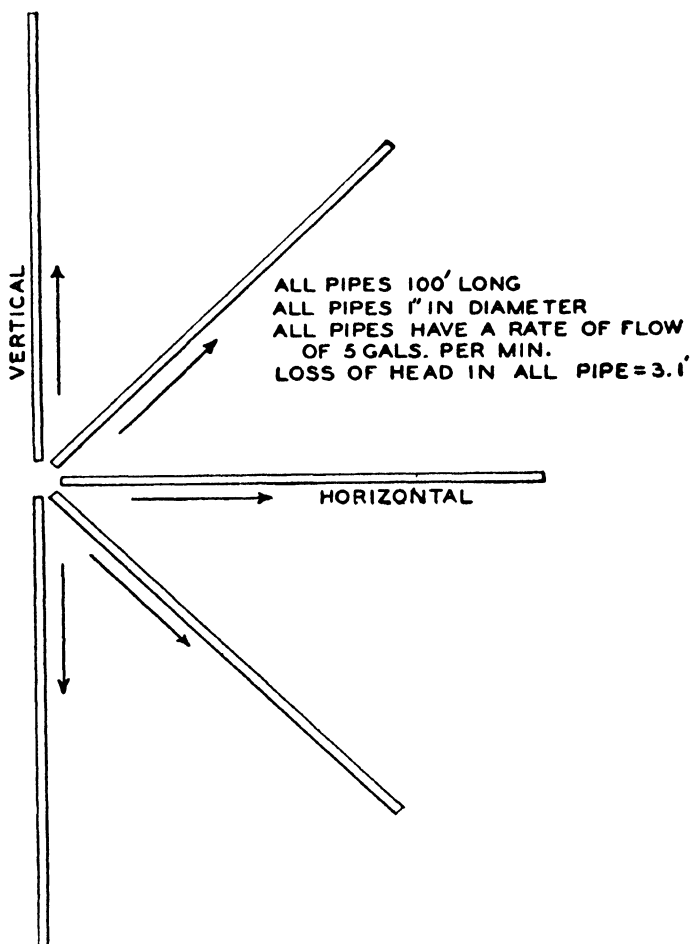 VERTICAL
ALL PIPES 100' LONG
ALL PIPES 1" IN DIAMETER
ALL PIPES HAVE A RATE OF FLOW
OF 5 GALS. PER MIN.
LOSS OF HEAD IN ALL PIPE = 3.1'
HORIZONTAL